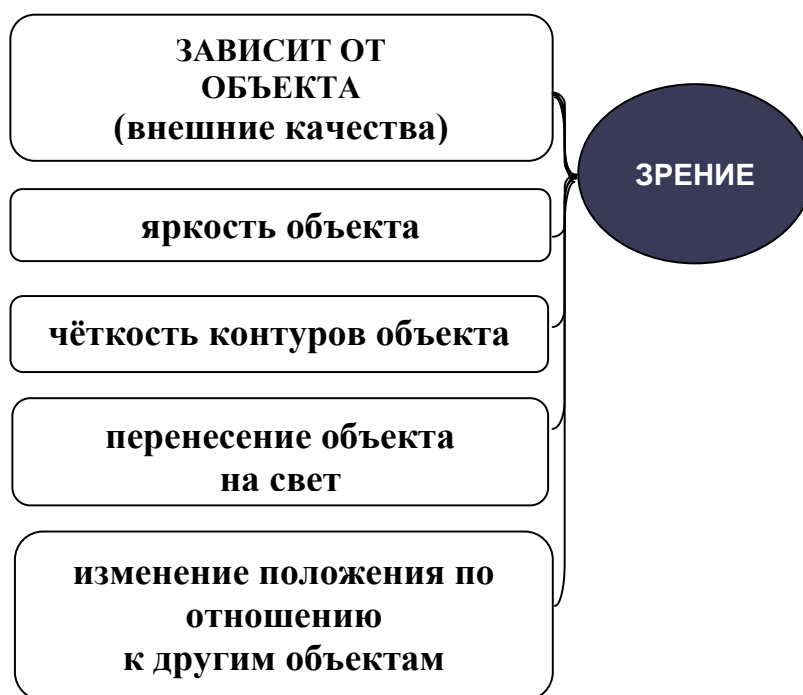 ЗАВИСИТ ОТ
ОБЪЕКТА
(внешние качества)
ЗРЕНИЕ
яркость объекта
чёткость контуров объекта
перенесение объекта
на свет
изменение положения по
отношению
к другим объектам